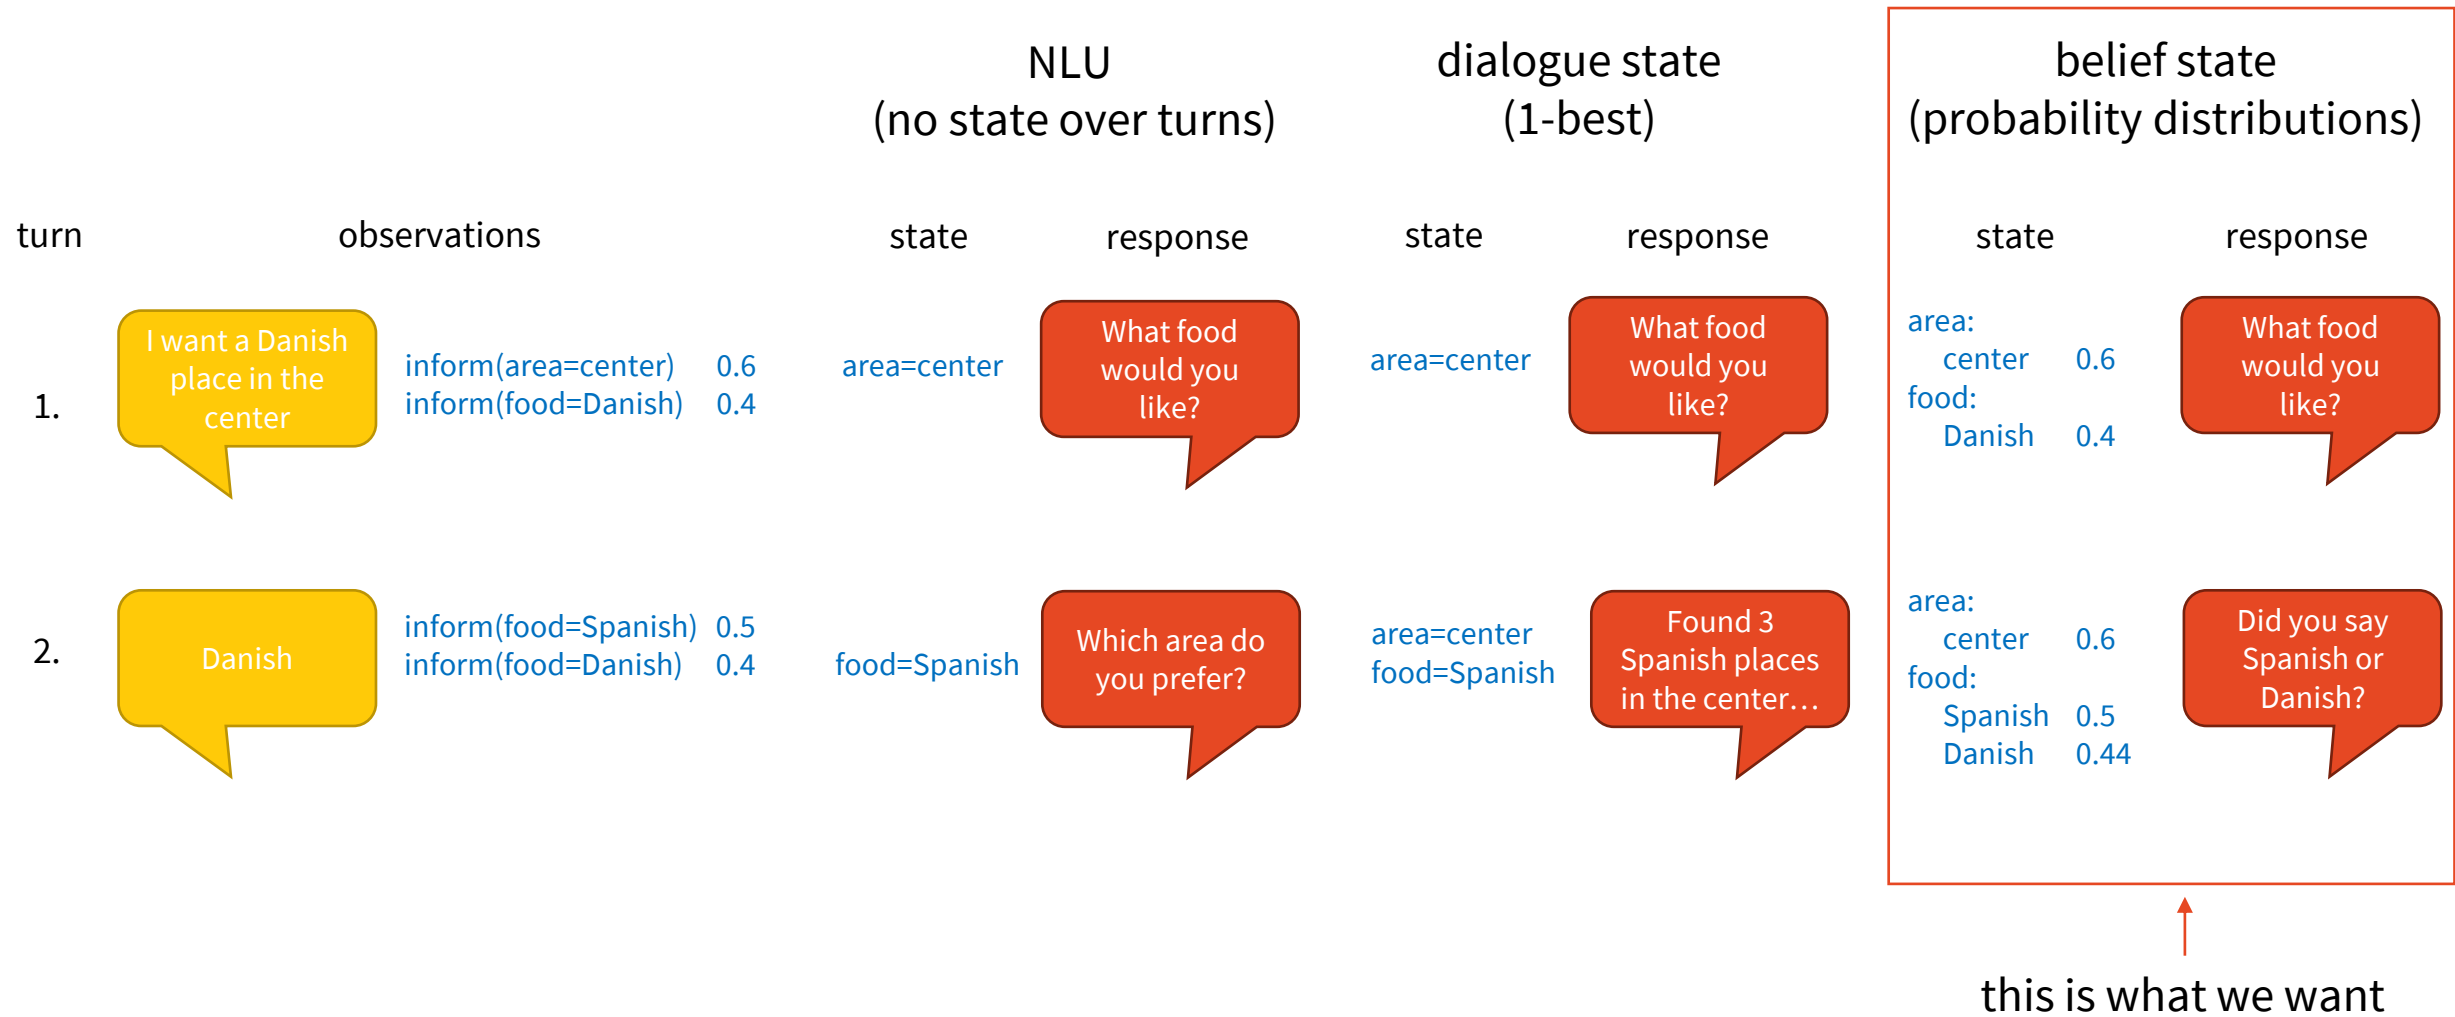 NLU
(no state over turns)
dialogue state
(1-best)
belief state
(probability distributions)
turn
observations
state
response
state
response
state
response
1.
I want a Danish
place in the
center
inform(area=center) 0.6
inform(food=Danish) 0.4
area=center
What food
would you
like?
area=center
What food
would you
like?
area:
center 0.6
food:
Danish 0.4
What food
would you
like?
2.
Danish
inform(food=Spanish) 0.5
inform(food=Danish) 0.4
food=Spanish
Which area do
you prefer?
area=center
food=Spanish
Found 3
Spanish places
in the center…
area:
center 0.6
food:
Spanish 0.5
Danish 0.44
Did you say
Spanish or
Danish?
this is what we want